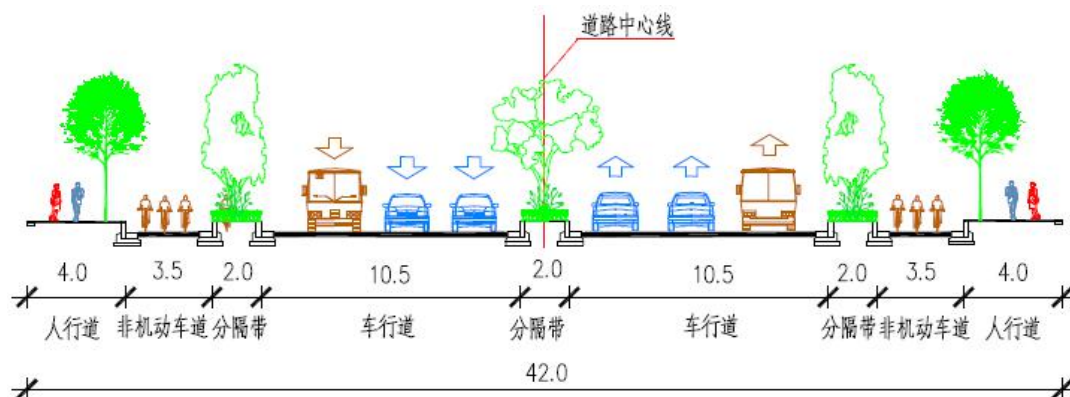 道路中心线
4.0 3.5 2.0 10.5 2.0 10.5 2.0 3.5 4.0
人行道 非机动车道 分隔带 车行道 分隔带 车行道 分隔带 非机动车道 人行道
42.0